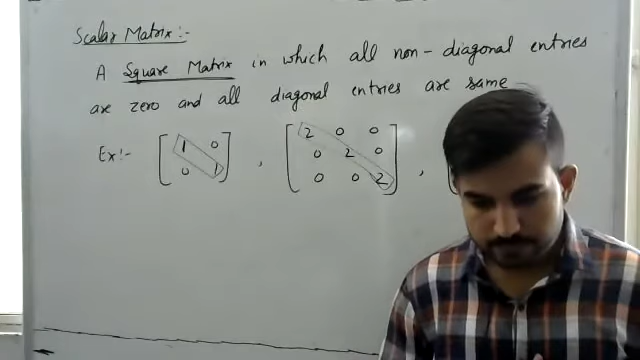 Scalar Matrix:-
A Square Matrix in which all non-diagonal entries
are zero and all diagonal entries are same
Ex:- [1 0 , [2 0 0 , [
0 1] 0 2 0
0 0 2]